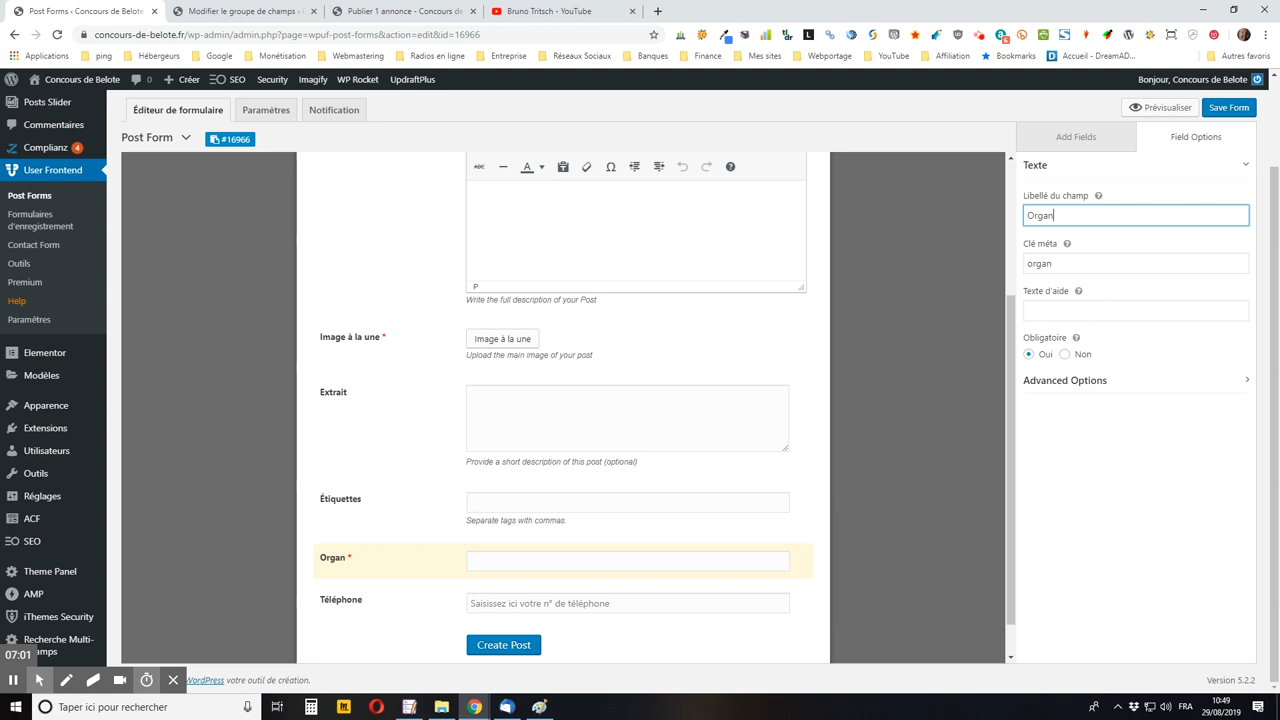 Post Forms ‹ Concours de Belote
Modifier le groupe de champs ‹ C
Publier 1 annonce - Concours de
Bruno Tritsch - YouTube
concours-de-belote.fr/wp-admin/admin.php?page=wpuf-post-forms&action=edit&id=16966
Applications
ping
Hébergeurs
Google
Monétisation
Webmastering
Radios en ligne
Entreprise
Réseaux Sociaux
Banques
Finance
Mes sites
Webportage
YouTube
Affiliation
Bookmarks
Accueil - DreamAD...
Autres favoris
Concours de Belote
0
Créer
SEO
Security
Imagify
WP Rocket
UpdraftPlus
Bonjour, Concours de Belote
Posts Slider
Commentaires
Complianz 4
User Frontend
Post Forms
Formulaires
d'enregistrement
Contact Form
Outils
Premium
Help
Paramètres
Elementor
Modèles
Apparence
Extensions
Utilisateurs
Outils
Réglages
ACF
SEO
Theme Panel
AMP
iThemes Security
Recherche Multi-
mps
07:01
Éditeur de formulaire
Paramètres
Notification
Prévisualiser
Save Form
Post Form
#16966
ABC
A
P
Write the full description of your Post
Image à la une *
Image à la une
Upload the main image of your post
Extrait
Provide a short description of this post (optional)
Étiquettes
Separate tags with commas.
Organ *
Téléphone
Saisissez ici votre n° de téléphone
Create Post
Add Fields
Field Options
Texte
Libellé du champ
Organ
Clé méta
organ
Texte d'aide
Obligatoire
Oui
Non
Advanced Options
WordPress votre outil de création.
Version 5.2.2
Taper ici pour rechercher
FRA
10:49
29/08/2019